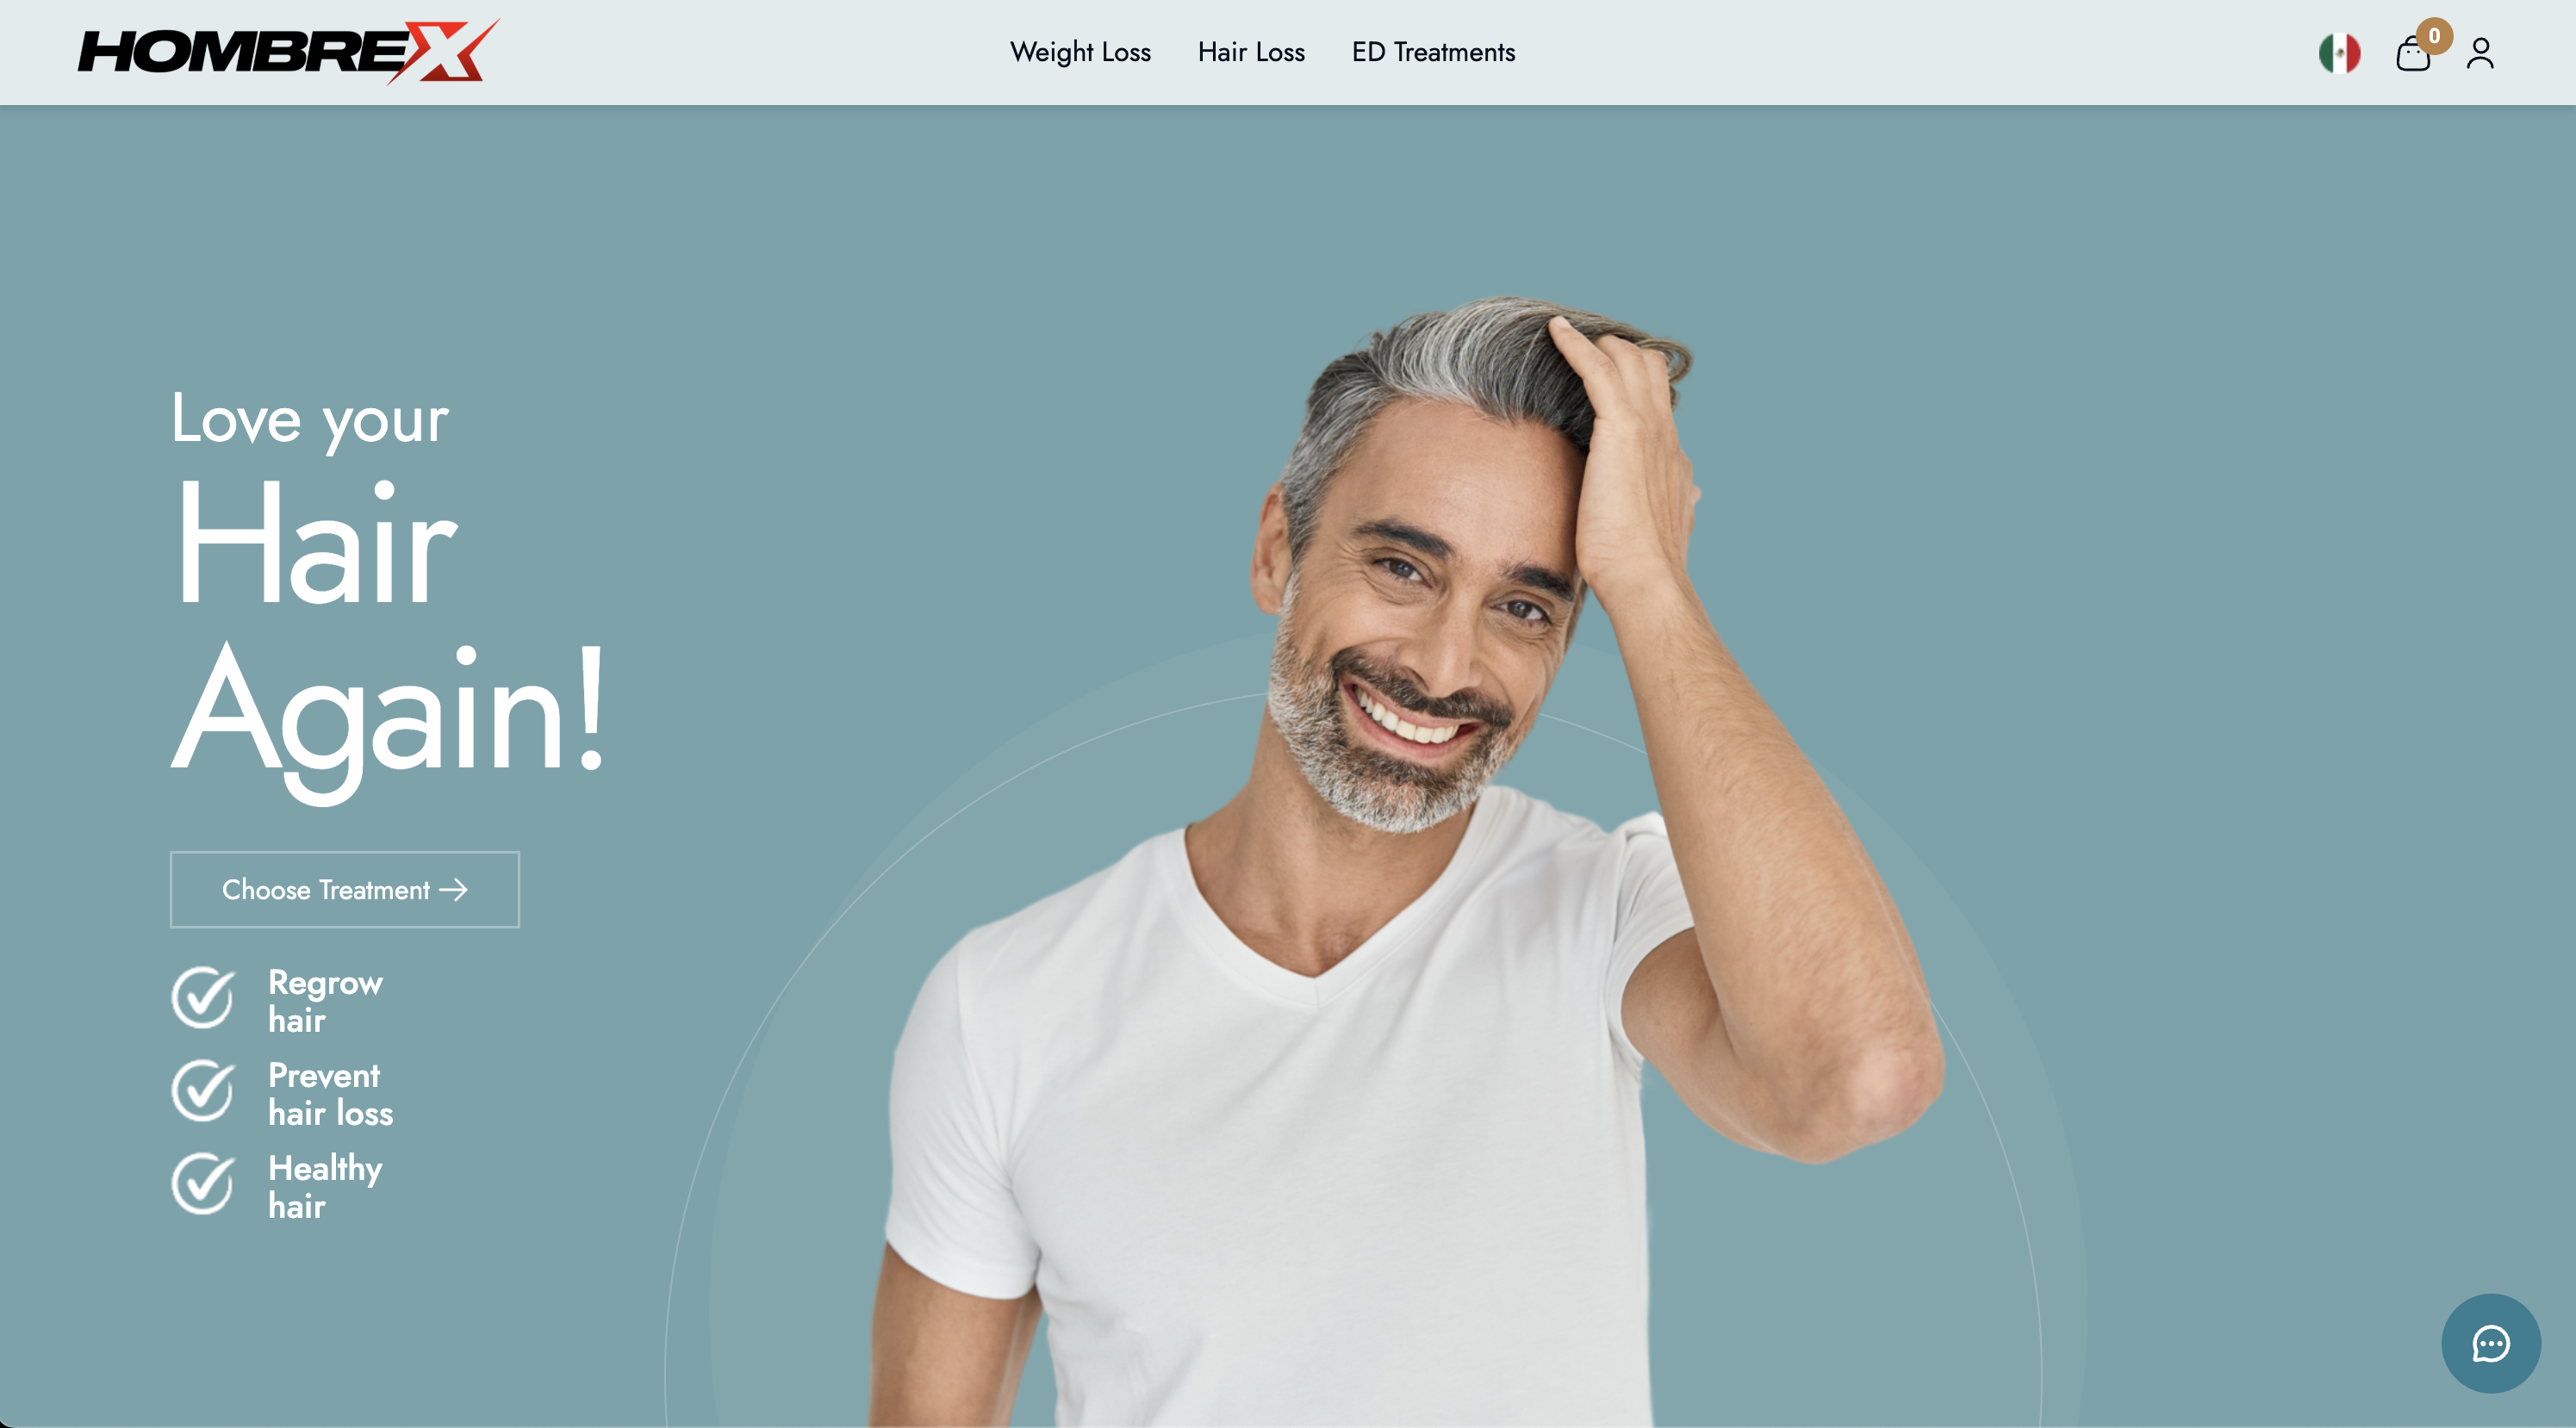 HOMBREX
Weight Loss
Hair Loss
ED Treatments
0
Love your
Hair
Again!
Choose Treatment
Regrow
hair
Prevent
hair loss
Healthy
hair